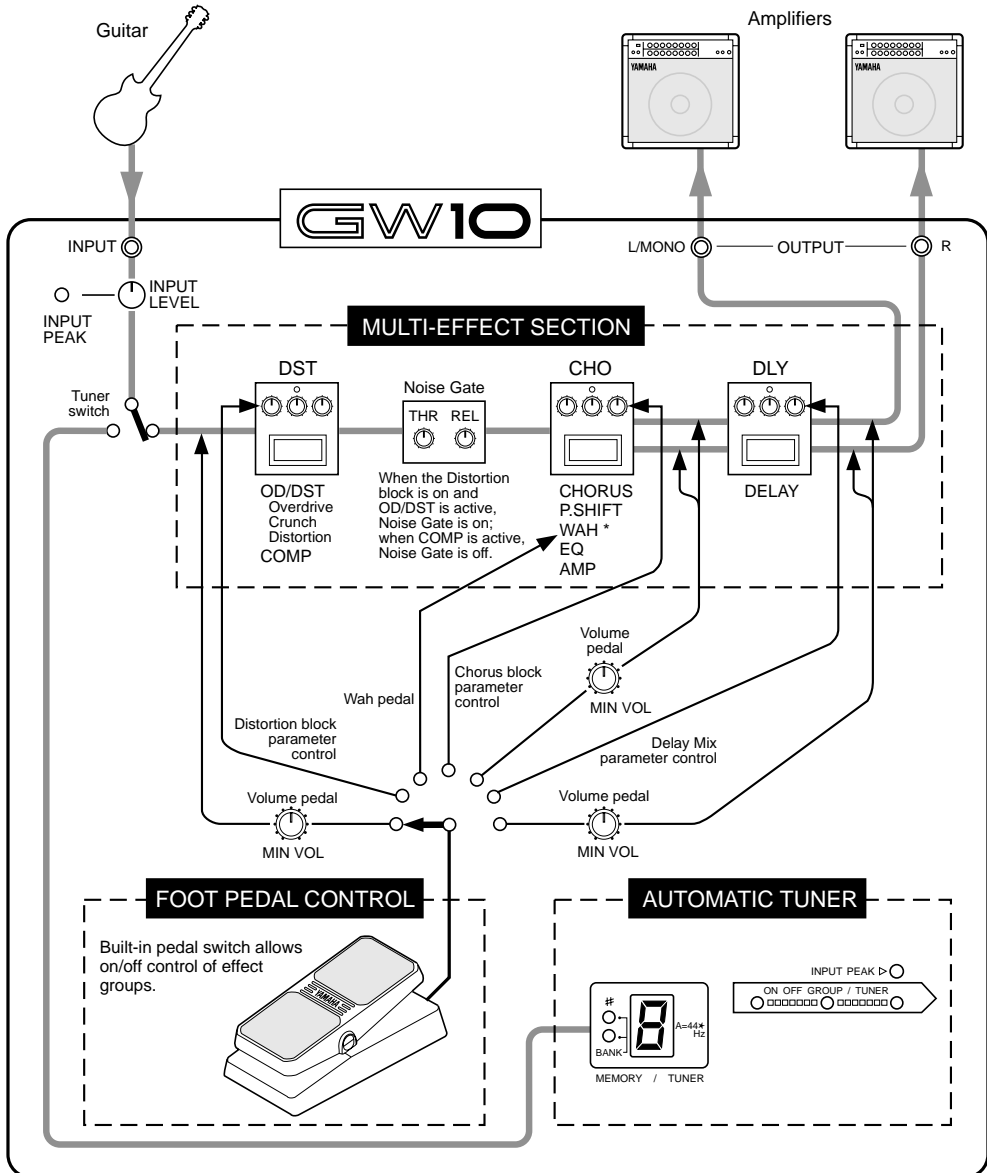 Guitar
Amplifiers
YAMAHA
YAMAHA
GW10
INPUT
L/MONO
OUTPUT
R
INPUT
LEVEL
INPUT
PEAK
MULTI-EFFECT SECTION
DST
CHO
DLY
Noise Gate
THR REL
Tuner
switch
OD/DST
Overdrive
Crunch
Distortion
COMP
When the Distortion
block is on and
OD/DST is active,
Noise Gate is on;
when COMP is active,
Noise Gate is off.
CHORUS
P.SHIFT
WAH *
EQ
AMP
DELAY
Volume
pedal
MIN VOL
Chorus block
parameter
control
Wah pedal
Distortion block
parameter
control
Delay Mix
parameter control
Volume pedal
MIN VOL
Volume pedal
MIN VOL
FOOT PEDAL CONTROL
Built-in pedal switch allows
on/off control of effect
groups.
YAMAHA
AUTOMATIC TUNER
INPUT PEAK ▷
ON OFF GROUP / TUNER
#
8
A=44*
Hz
BANK
MEMORY / TUNER